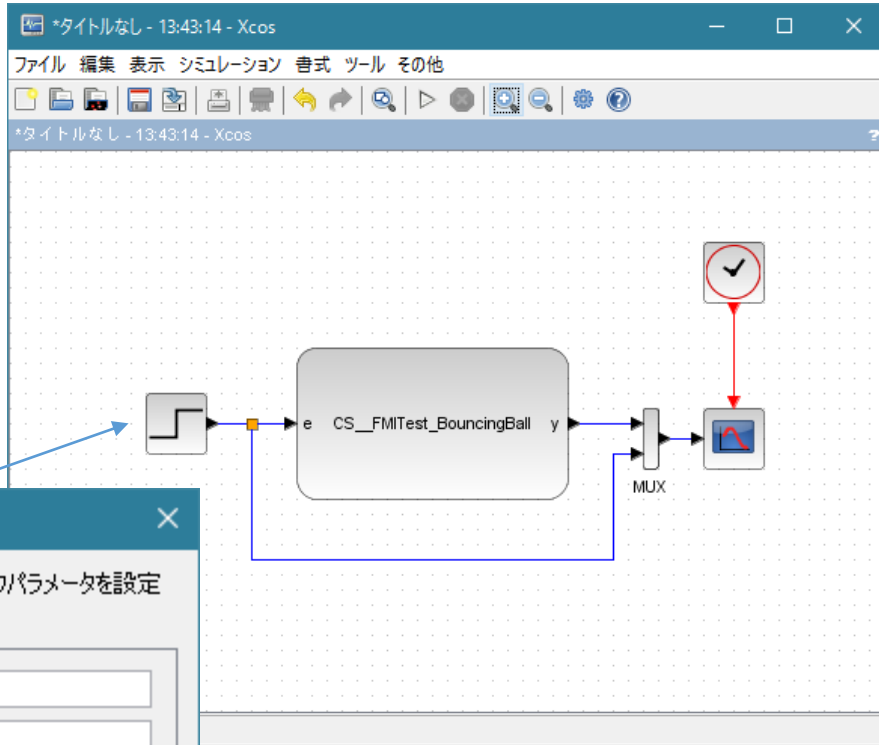 *タイトルなし - 13:43:14 - Xcos
ファイル 編集 表示 シミュレーション 書式 ツール その他
*タイトルなし - 13:43:14 - Xcos
?
e CS__FMITest_BouncingBall y
MUX
パラメータを設定